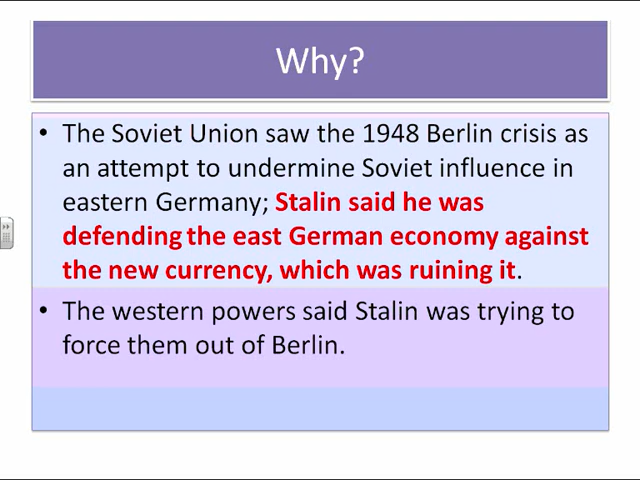 Why?
• The Soviet Union saw the 1948 Berlin crisis as
an attempt to undermine Soviet influence in
eastern Germany; Stalin said he was
defending the east German economy against
the new currency, which was ruining it.
• The western powers said Stalin was trying to
force them out of Berlin.